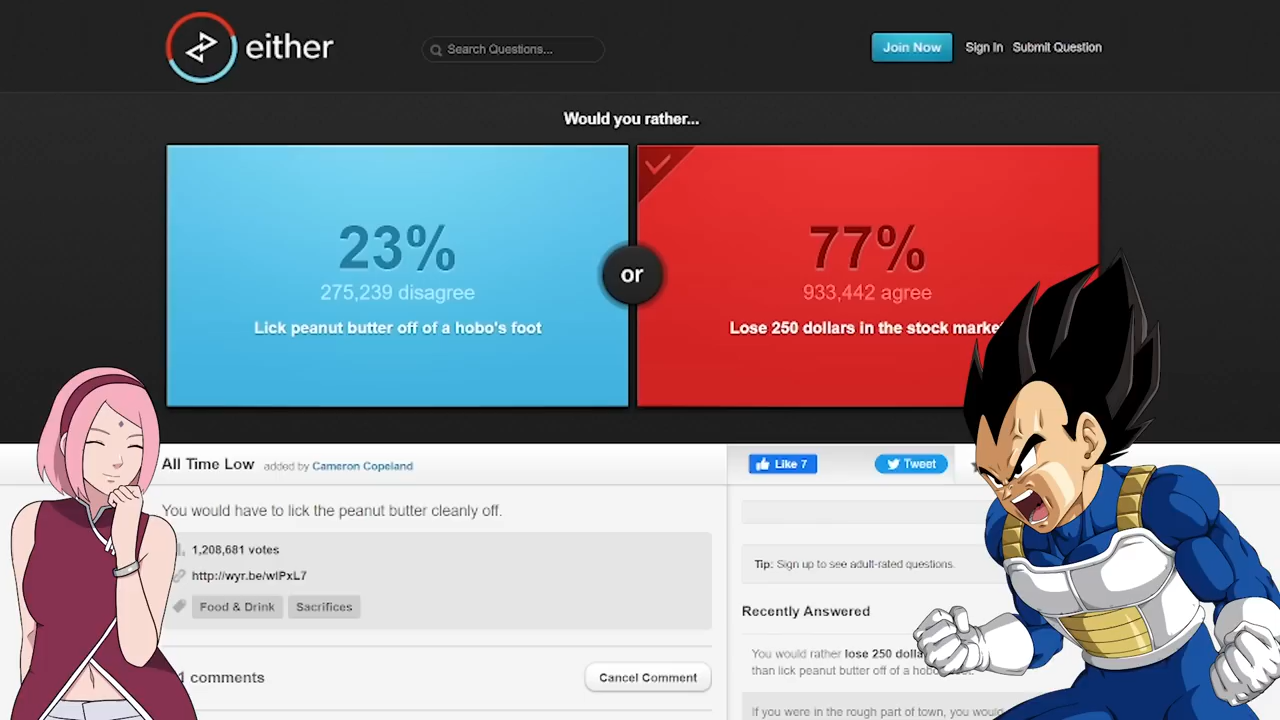 either
Search Questions...
Join Now
Sign In
Submit Question
Would you rather...
23%
275,239 disagree
Lick peanut butter off of a hobo's foot
or
77%
933,442 agree
Lose 250 dollars in the stock
All Time Low added by Cameron Copeland
Like 7
Tweet
You would have to lick the peanut butter cleanly off.
1,208,681 votes
http://wyr.be/wIPxL7
Food & Drink
Sacrifices
comments
Cancel Comment
Tip: Sign up to see adult-rated questions.
Recently Answered
You would rather lose 250
than lick peanut butter off of a
If you were in the rough part of town, you would